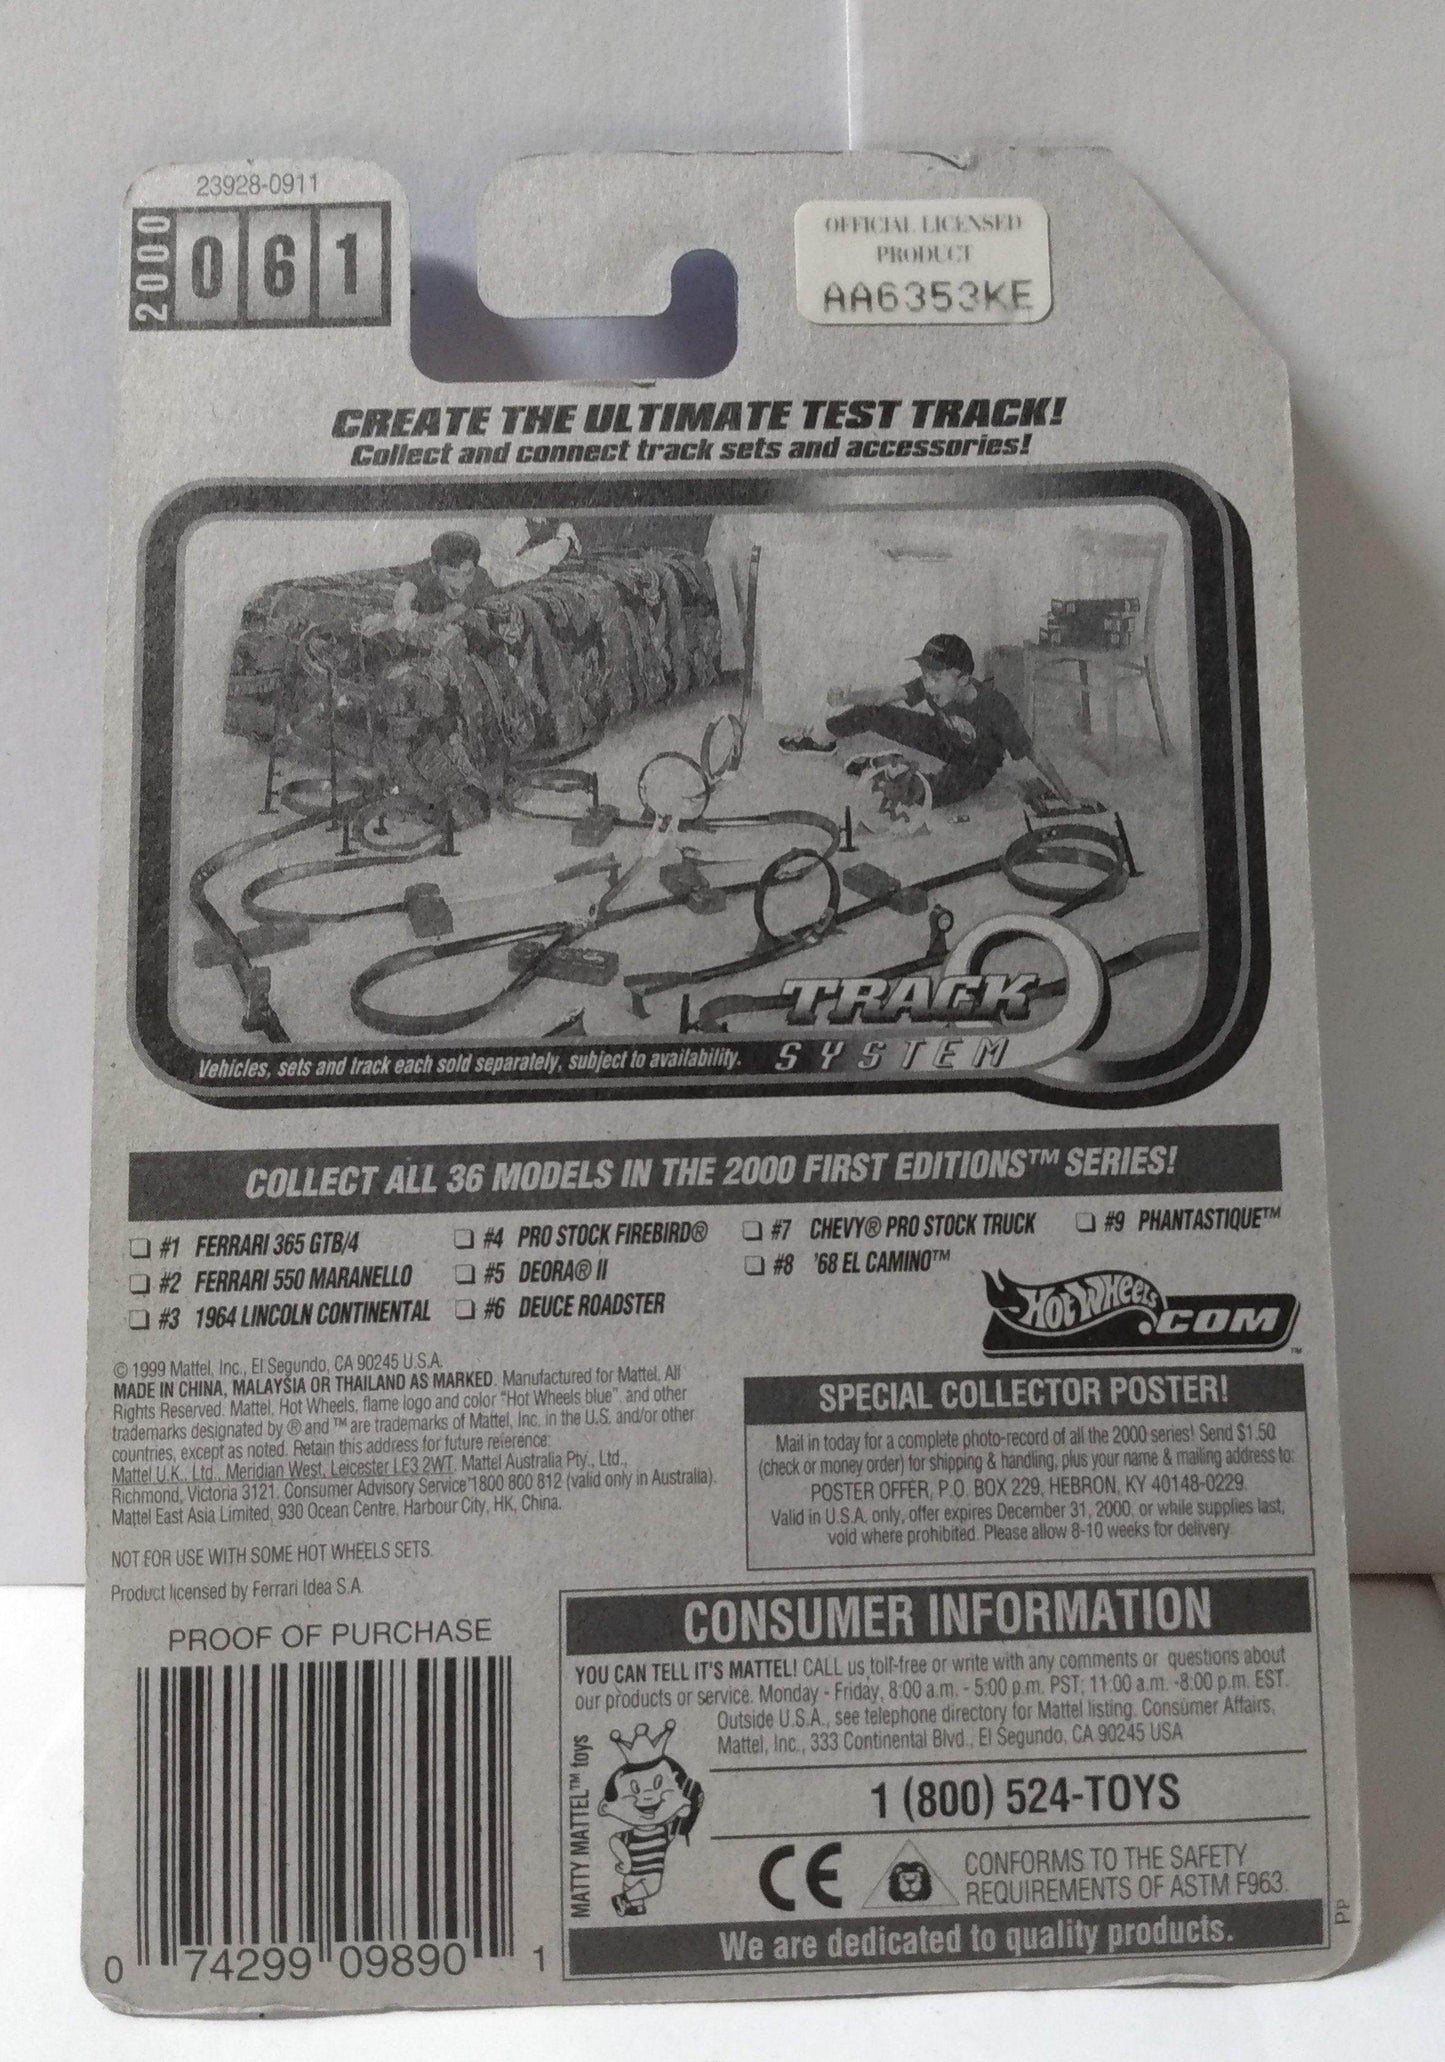 23928-0911
2000 061
OFFICIAL LICENSED
PRODUCT
AA6353KE
CREATE THE ULTIMATE TEST TRACK!
Collect and connect track sets and accessories!
TRACK
SYSTEM
Vehicles, sets and track each sold separately, subject to availability.
COLLECT ALL 36 MODELS IN THE 2000 FIRST EDITIONS™ SERIES!
#1 FERRARI 365 GTB/4
#2 FERRARI 550 MARANELLO
#3 1964 LINCOLN CONTINENTAL
#4 PRO STOCK FIREBIRD®
#5 DEORA® II
#6 DEUCE ROADSTER
#7 CHEVY® PRO STOCK TRUCK
#8 '68 EL CAMINO™
#9 PHANTASTIQUE™
HOT WHEELS.COM™
© 1999 Mattel, Inc., El Segundo, CA 90245 U.S.A.
MADE IN CHINA, MALAYSIA OR THAILAND AS MARKED. Manufactured for Mattel. All
Rights Reserved. Mattel, Hot Wheels, flame logo and color "Hot Wheels blue", and other
trademarks designated by ® and ™ are trademarks of Mattel, Inc. in the U.S. and/or other
countries, except as noted. Retain this address for future reference:
Mattel U.K., Ltd., Meridian West, Leicester LE3 2WT. Mattel Australia Pty., Ltd.,
Richmond, Victoria 3121. Consumer Advisory Service 1800 800 812 (valid only in Australia).
Mattel East Asia Limited, 930 Ocean Centre, Harbour City, HK, China.
NOT FOR USE WITH SOME HOT WHEELS SETS.
Product licensed by Ferrari Idea S.A.
SPECIAL COLLECTOR POSTER!
Mail in today for a complete photo-record of all the 2000 series! Send $1.50
(check or money order) for shipping & handling, plus your name & mailing address to:
POSTER OFFER, P.O. BOX 229, HEBRON, KY 40148-0229.
Valid in U.S.A. only, offer expires December 31, 2000, or while supplies last,
void where prohibited. Please allow 8-10 weeks for delivery.
PROOF OF PURCHASE
0 74299 09890 1
CONSUMER INFORMATION
YOU CAN TELL IT'S MATTEL! CALL us toll-free or write with any comments or questions about
our products or service. Monday - Friday, 8:00 a.m. - 5:00 p.m. PST; 11:00 a.m. -8:00 p.m. EST.
Outside U.S.A., see telephone directory for Mattel listing. Consumer Affairs,
Mattel, Inc., 333 Continental Blvd., El Segundo, CA 90245 USA
MATTY MATTEL™ toys
1 (800) 524-TOYS
CE
CONFORMS TO THE SAFETY
REQUIREMENTS OF ASTM F963.
We are dedicated to quality products.
PP